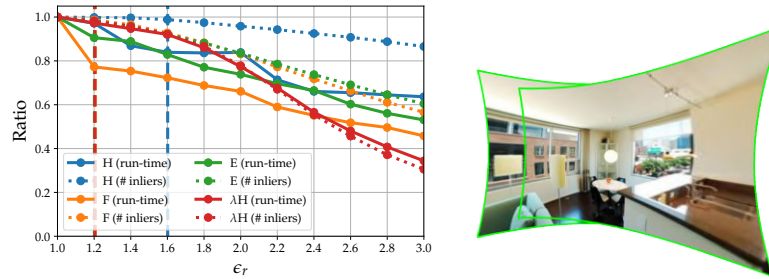 Ratio
1.0
0.8
0.6
0.4
0.2
0.0
H (run-time)
H (# inliers)
F (run-time)
F (# inliers)
E (run-time)
E (# inliers)
λH (run-time)
λH (# inliers)
1.0 1.2 1.4 1.6 1.8 2.0 2.2 2.4 2.6 2.8 3.0
ϵr